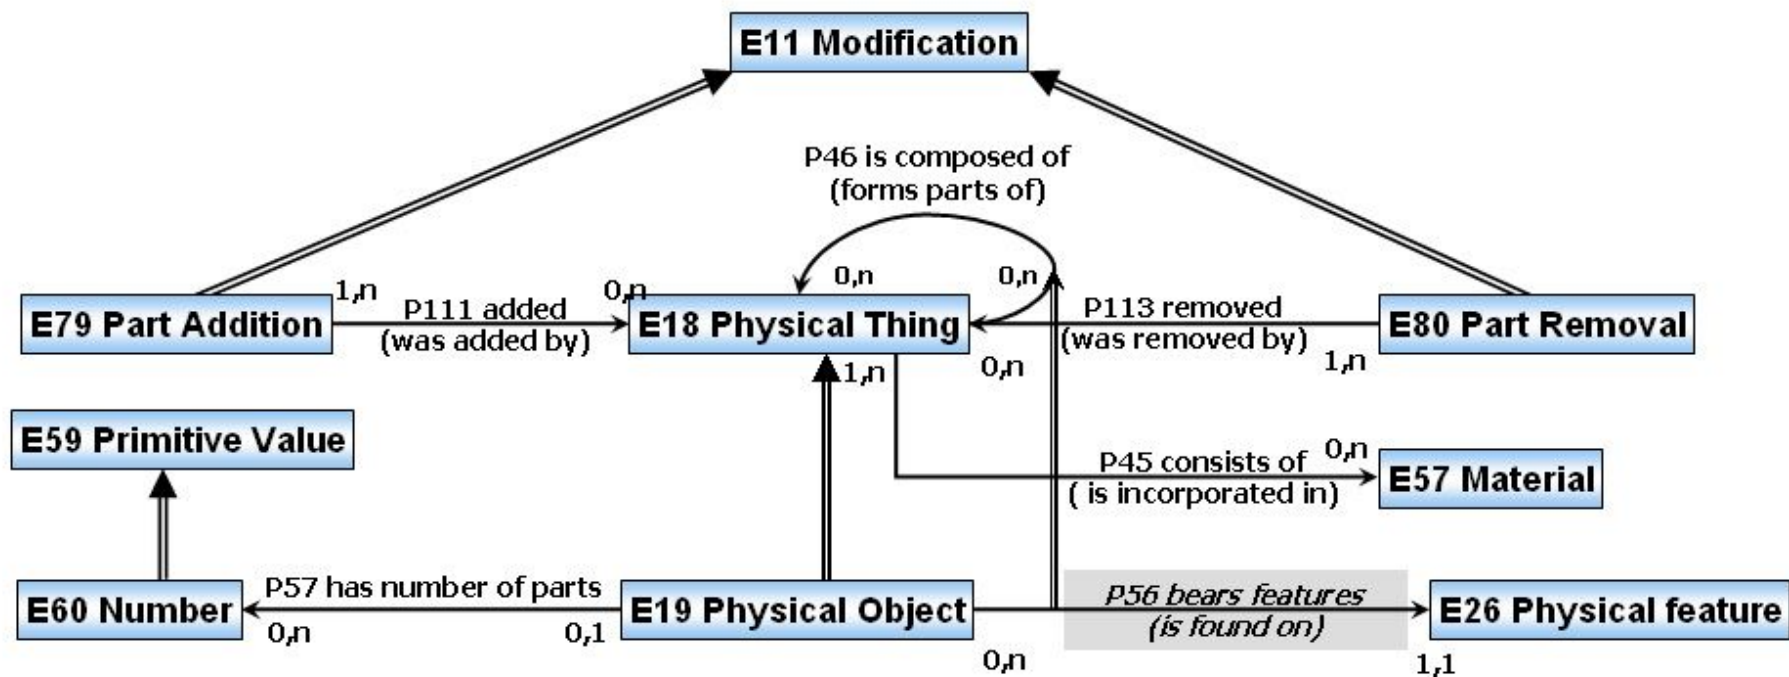 E11 Modification
P46 is composed of
(forms parts of)
0,n
0,n
1,n
0,n
P111 added
(was added by)
P113 removed
(was removed by)
E79 Part Addition
E18 Physical Thing
E80 Part Removal
1,n
0,n
1,n
E59 Primitive Value
P45 consists of
( is incorporated in)
0,n
E57 Material
E60 Number
P57 has number of parts
0,n
0,1
E19 Physical Object
P56 bears features
(is found on)
E26 Physical feature
0,n
1,1